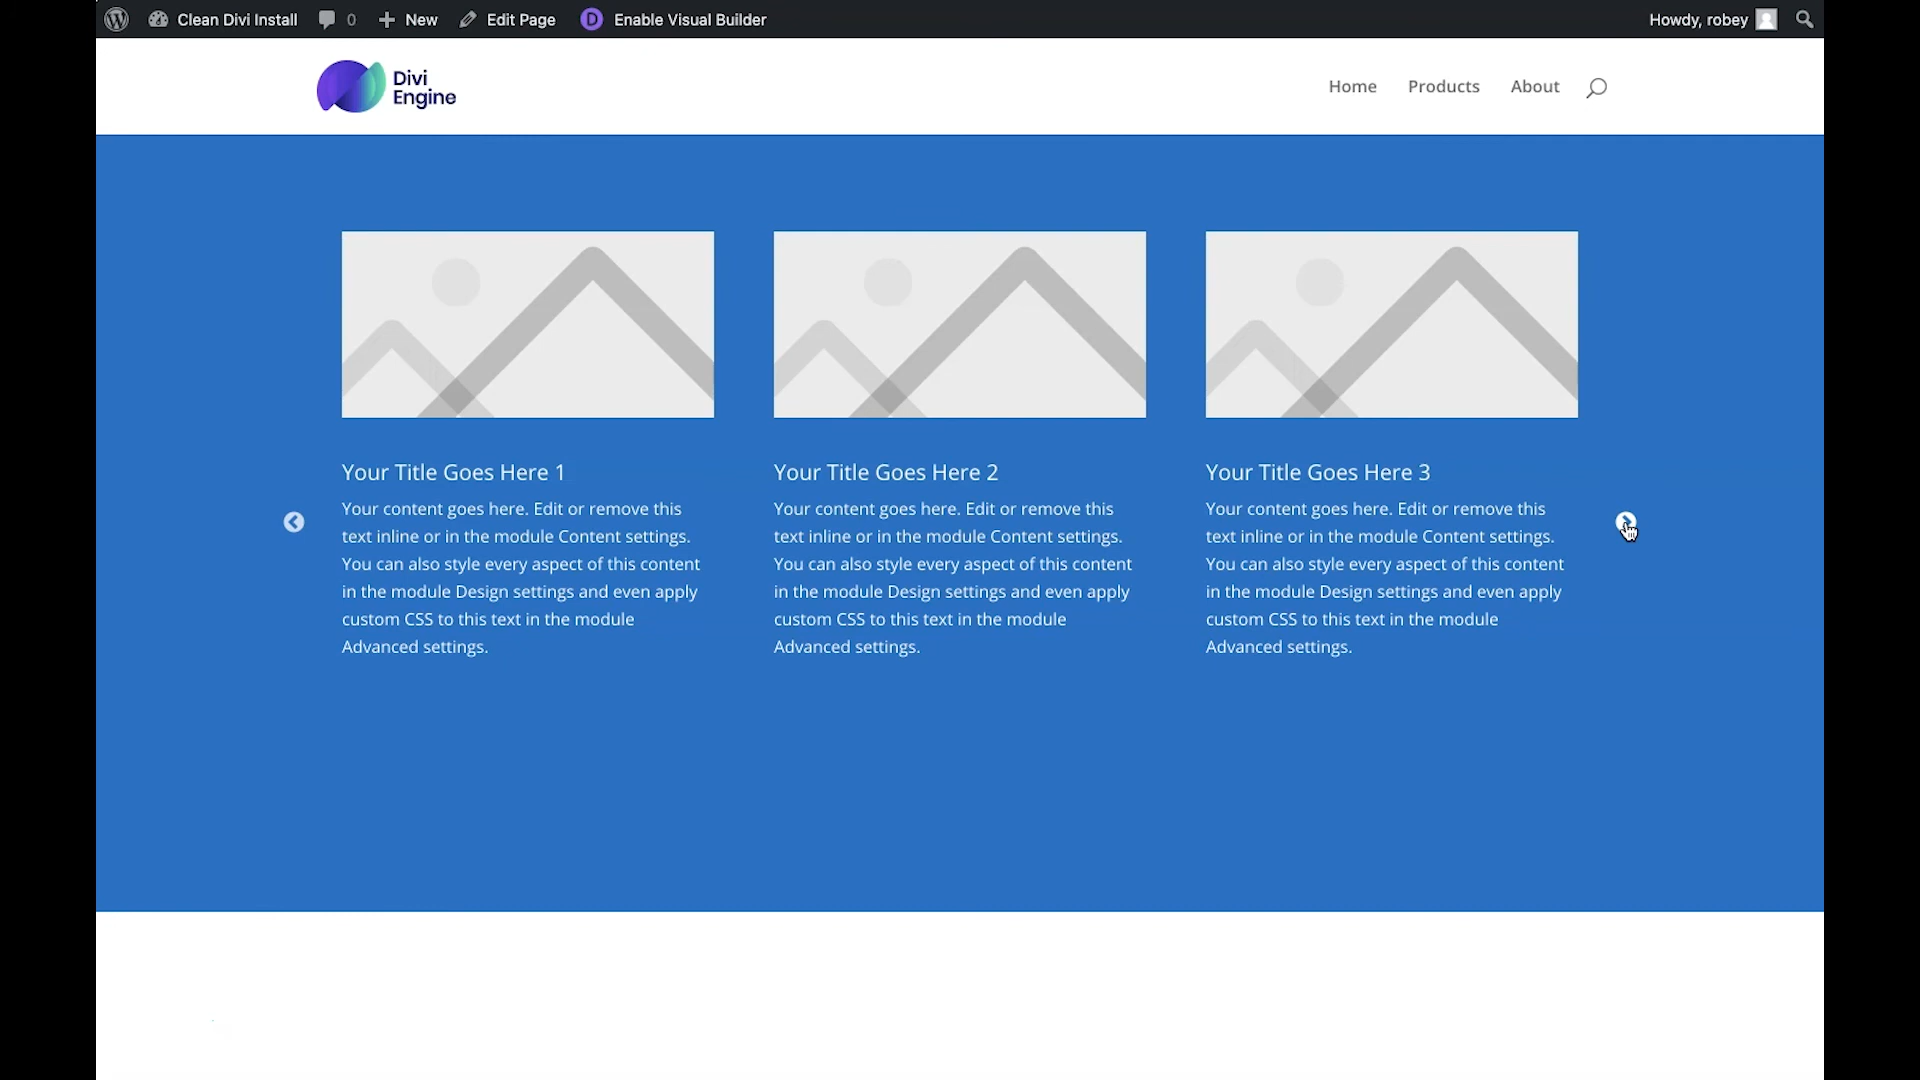 Clean Divi Install 0 New Edit Page D Enable Visual Builder Howdy, robey
Divi
Engine
Home Products About
Your Title Goes Here 1
Your content goes here. Edit or remove this
text inline or in the module Content settings.
You can also style every aspect of this content
in the module Design settings and even apply
custom CSS to this text in the module
Advanced settings.
Your Title Goes Here 2
Your content goes here. Edit or remove this
text inline or in the module Content settings.
You can also style every aspect of this content
in the module Design settings and even apply
custom CSS to this text in the module
Advanced settings.
Your Title Goes Here 3
Your content goes here. Edit or remove this
text inline or in the module Content settings.
You can also style every aspect of this content
in the module Design settings and even apply
custom CSS to this text in the module
Advanced settings.